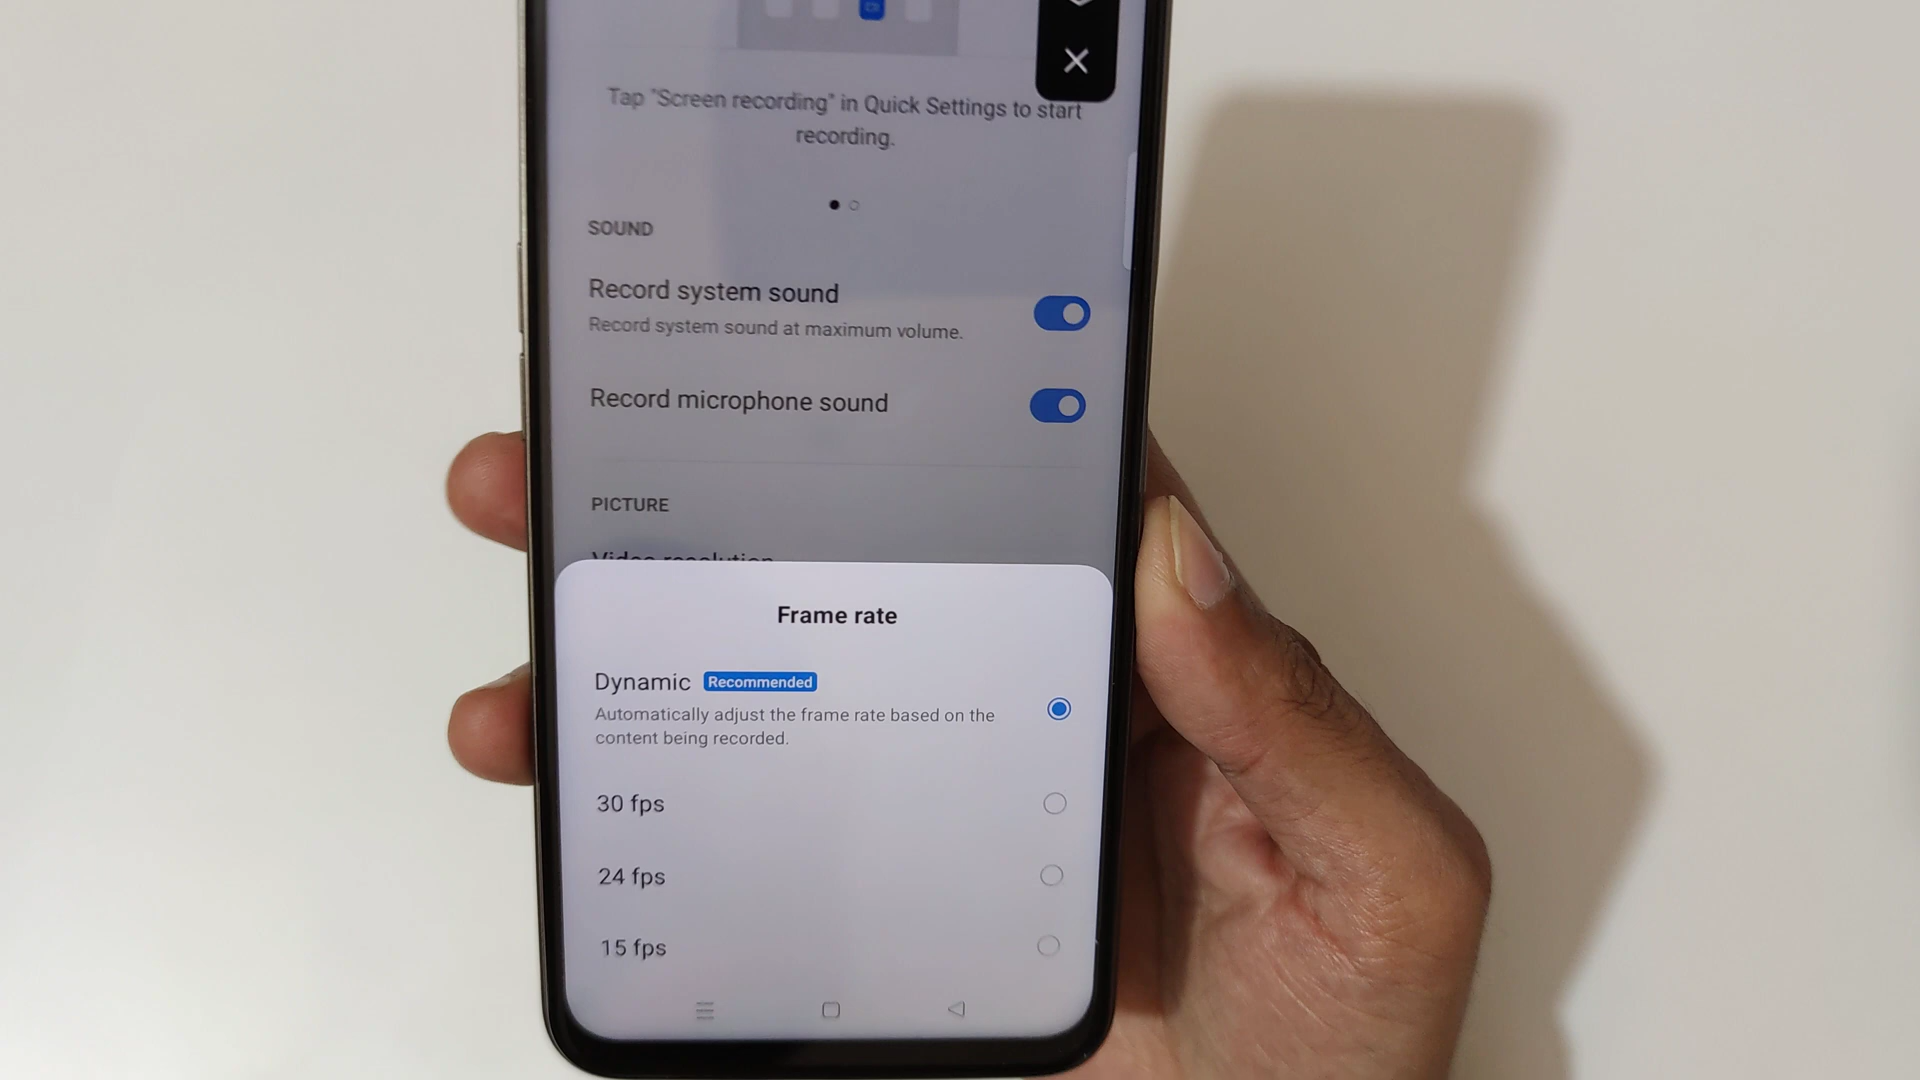 Tap "Screen recording" in Quick Settings to start
recording.
SOUND
Record system sound
Record system sound at maximum volume.
Record microphone sound
PICTURE
Video resolution
Frame rate
Dynamic Recommended
Automatically adjust the frame rate based on the
content being recorded.
30 fps
24 fps
15 fps